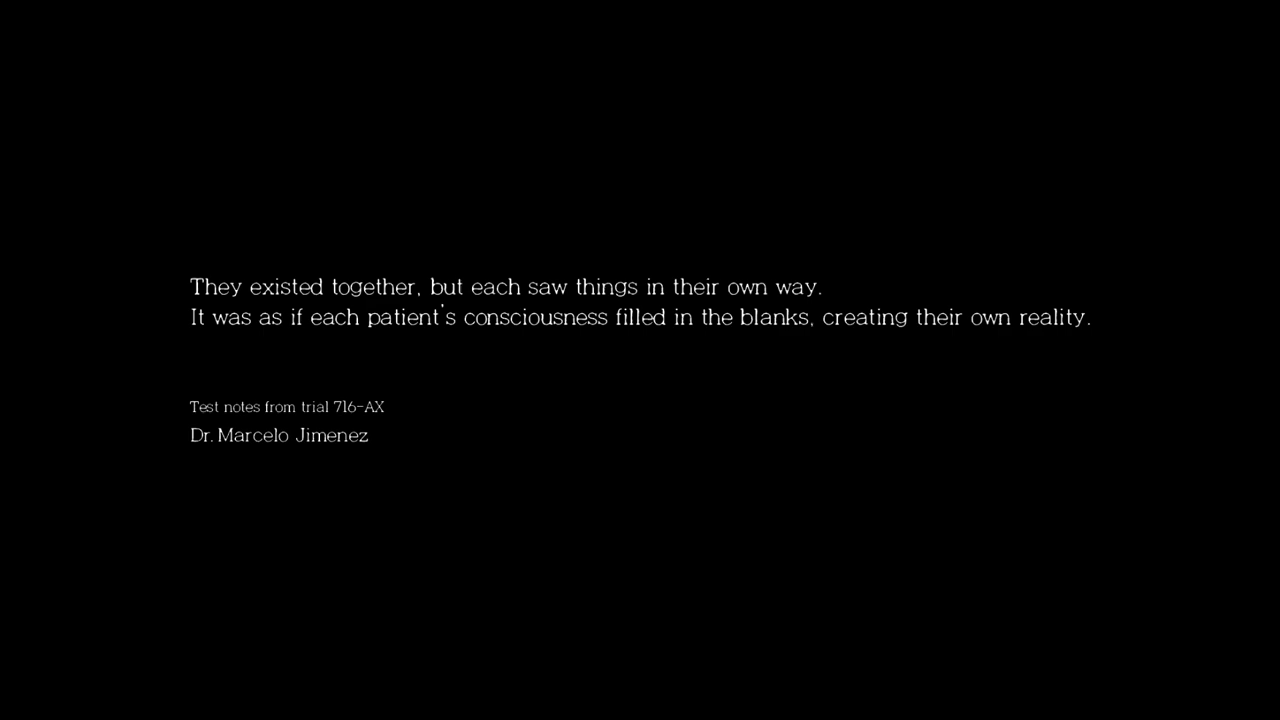 They existed together, but each saw things in their own way.
It was as if each patient's consciousness filled in the blanks, creating their own reality.
Test notes from trial 716-AX
Dr. Marcelo Jimenez